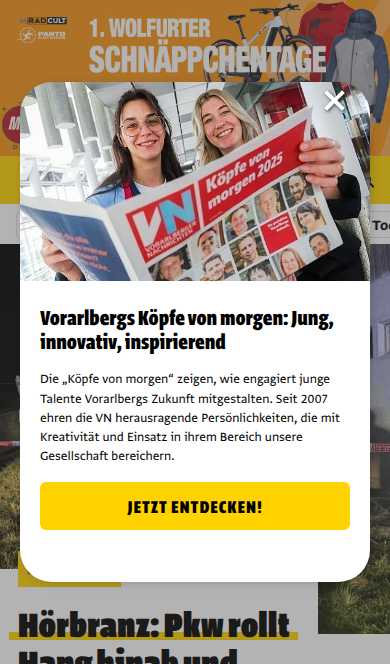 RADCULT
PANTO
1. WOLFURTER
SCHNÄPPCHENTAGE
Köpfe von
morgen 2025
VN
VORARLBERGER
NACHRICHTEN
Too
Vorarlbergs Köpfe von morgen: Jung,
innovativ, inspirierend
Die „Köpfe von morgen“ zeigen, wie engagiert junge
Talente Vorarlbergs Zukunft mitgestalten. Seit 2007
ehren die VN herausragende Persönlichkeiten, die mit
Kreativität und Einsatz in ihrem Bereich unsere
Gesellschaft bereichern.
JETZT ENTDECKEN!
Hörbranz: Pkw rollt
Hang hinab und